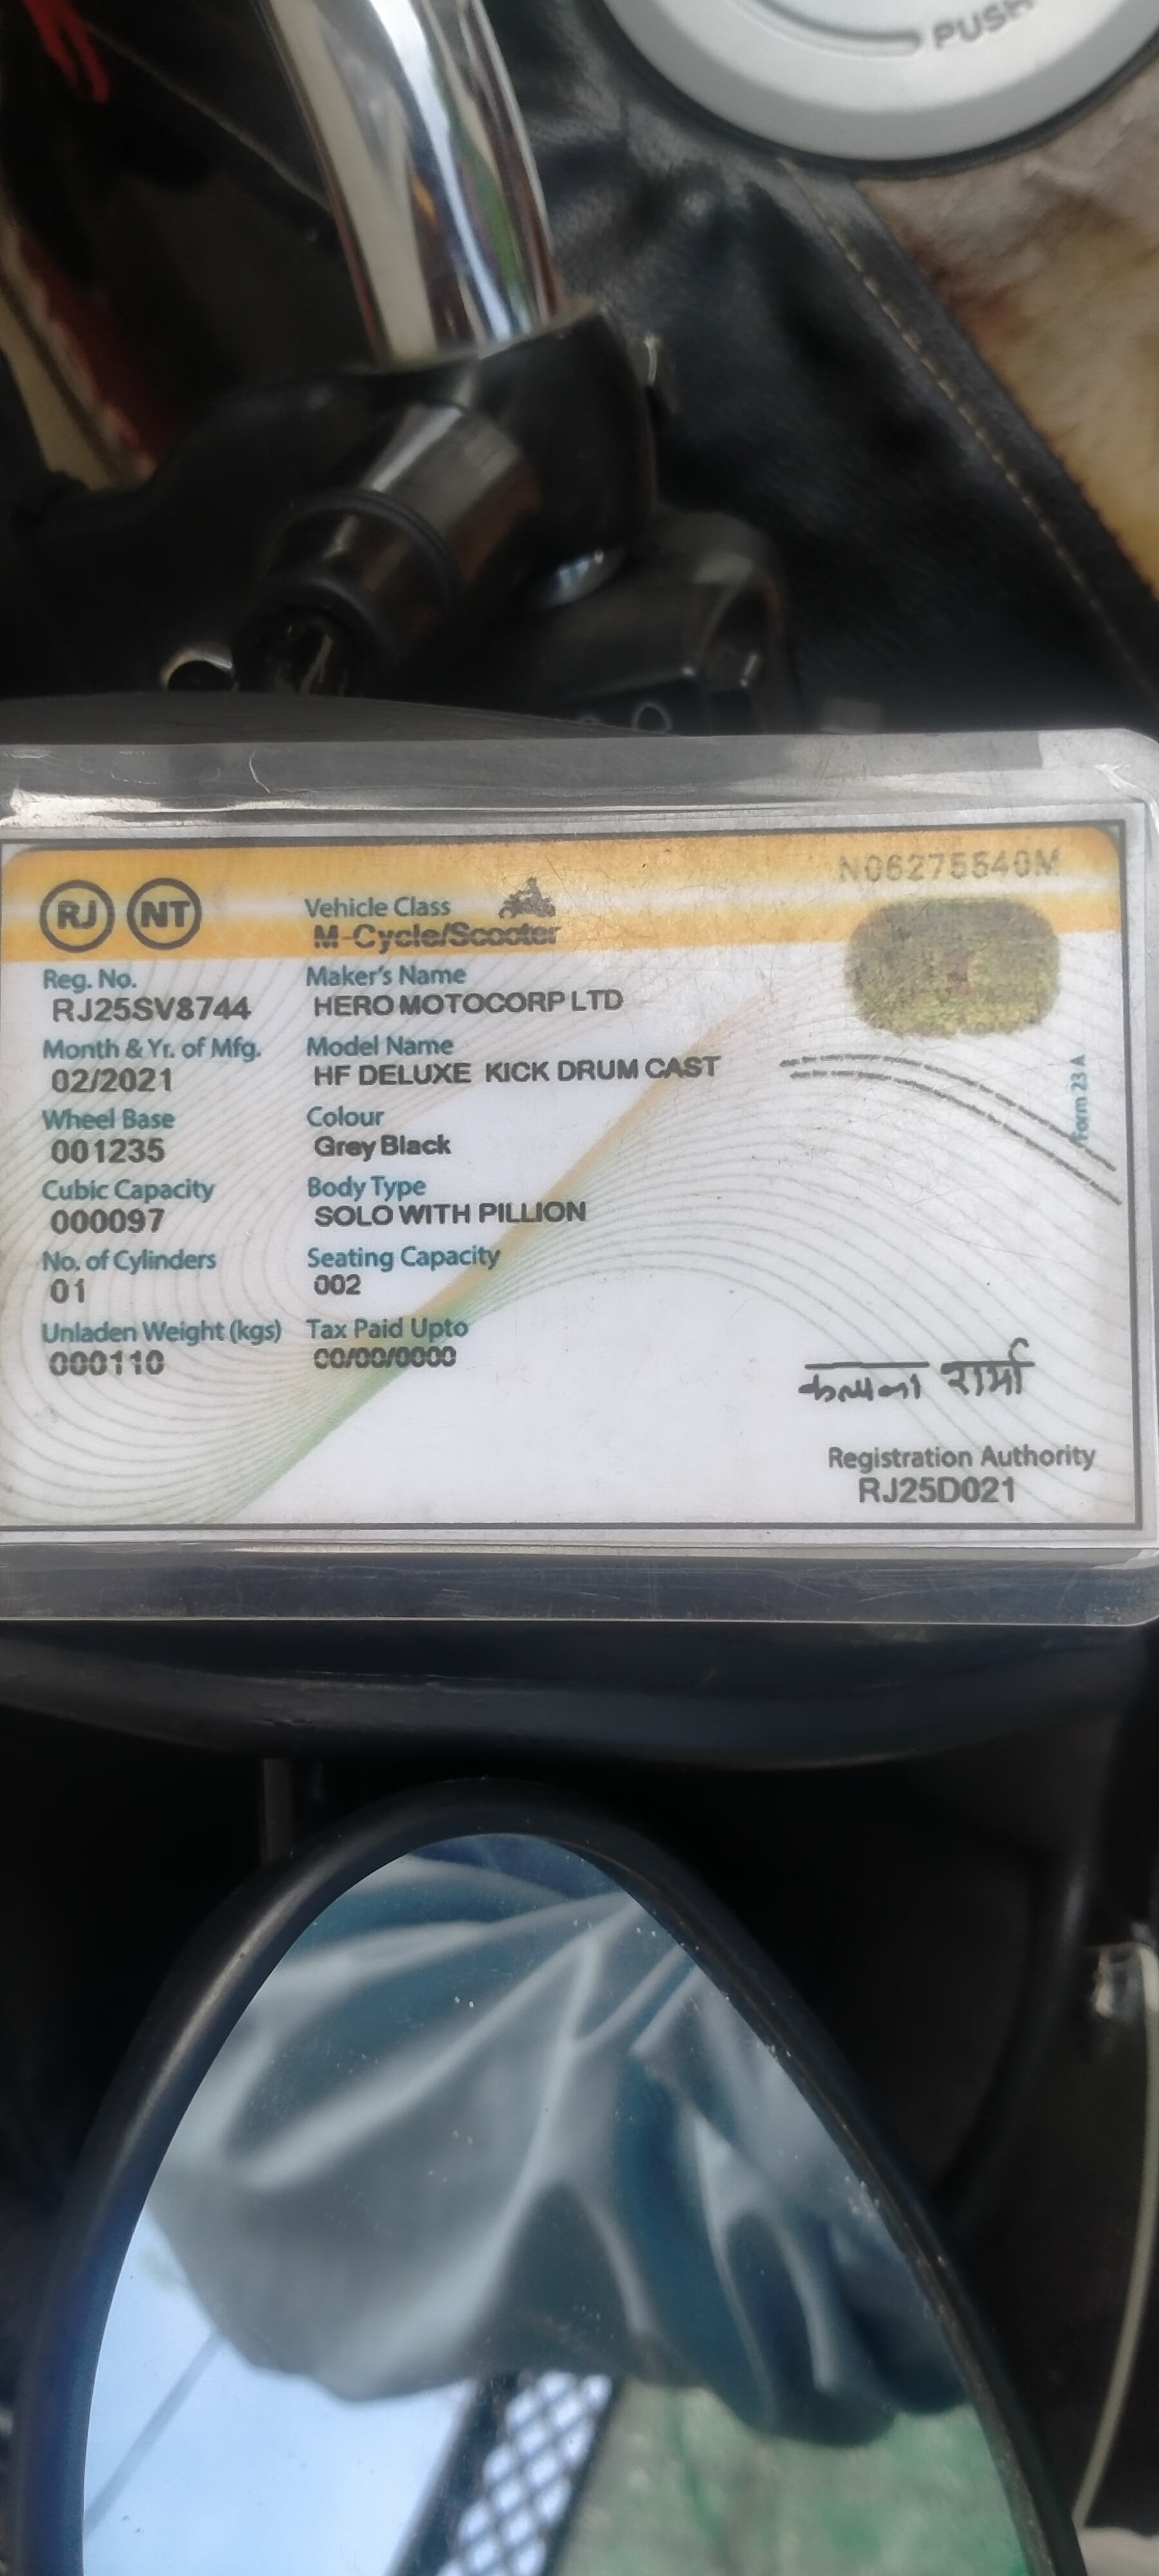 PUSH
N06275540M
RJ NT
Vehicle Class
M-Cycle/Scooter
Reg. No.
RJ25SV8744
Maker's Name
HERO MOTOCORP LTD
Month & Yr. of Mfg.
02/2021
Model Name
HF DELUXE KICK DRUM CAST
Wheel Base
001235
Colour
Grey Black
Cubic Capacity
000097
Body Type
SOLO WITH PILLION
No. of Cylinders
01
Seating Capacity
002
Unladen Weight (kgs)
000110
Tax Paid Upto
00/00/0000
Form 23 A
कल्पना शर्मा
Registration Authority
RJ25D021